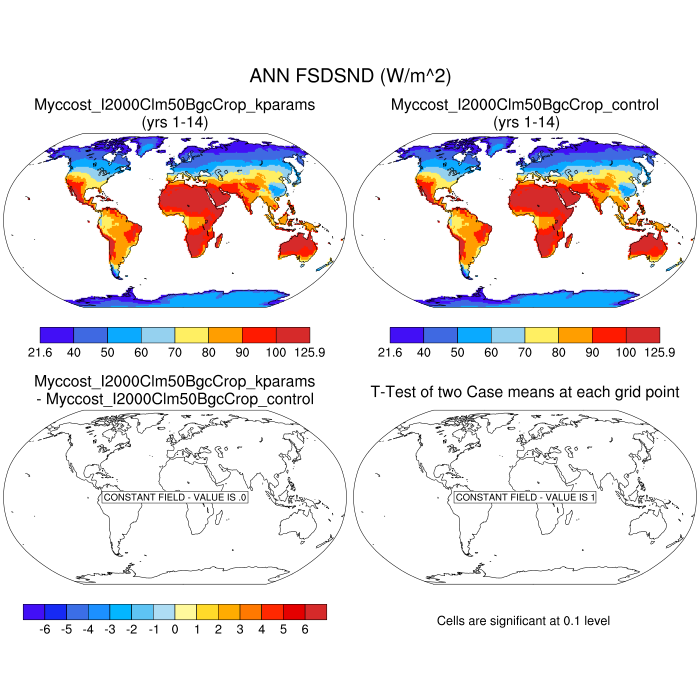 ANN FSDSND (W/m^2)
Myccost_I2000Clm50BgcCrop_kparams
(yrs 1-14)
Myccost_I2000Clm50BgcCrop_control
(yrs 1-14)
21.6 40 50 60 70 80 90 100 125.9
21.6 40 50 60 70 80 90 100 125.9
Myccost_I2000Clm50BgcCrop_kparams
- Myccost_I2000Clm50BgcCrop_control
T-Test of two Case means at each grid point
CONSTANT FIELD - VALUE IS .0
CONSTANT FIELD - VALUE IS 1
-6 -5 -4 -3 -2 -1 0 1 2 3 4 5 6
Cells are significant at 0.1 level